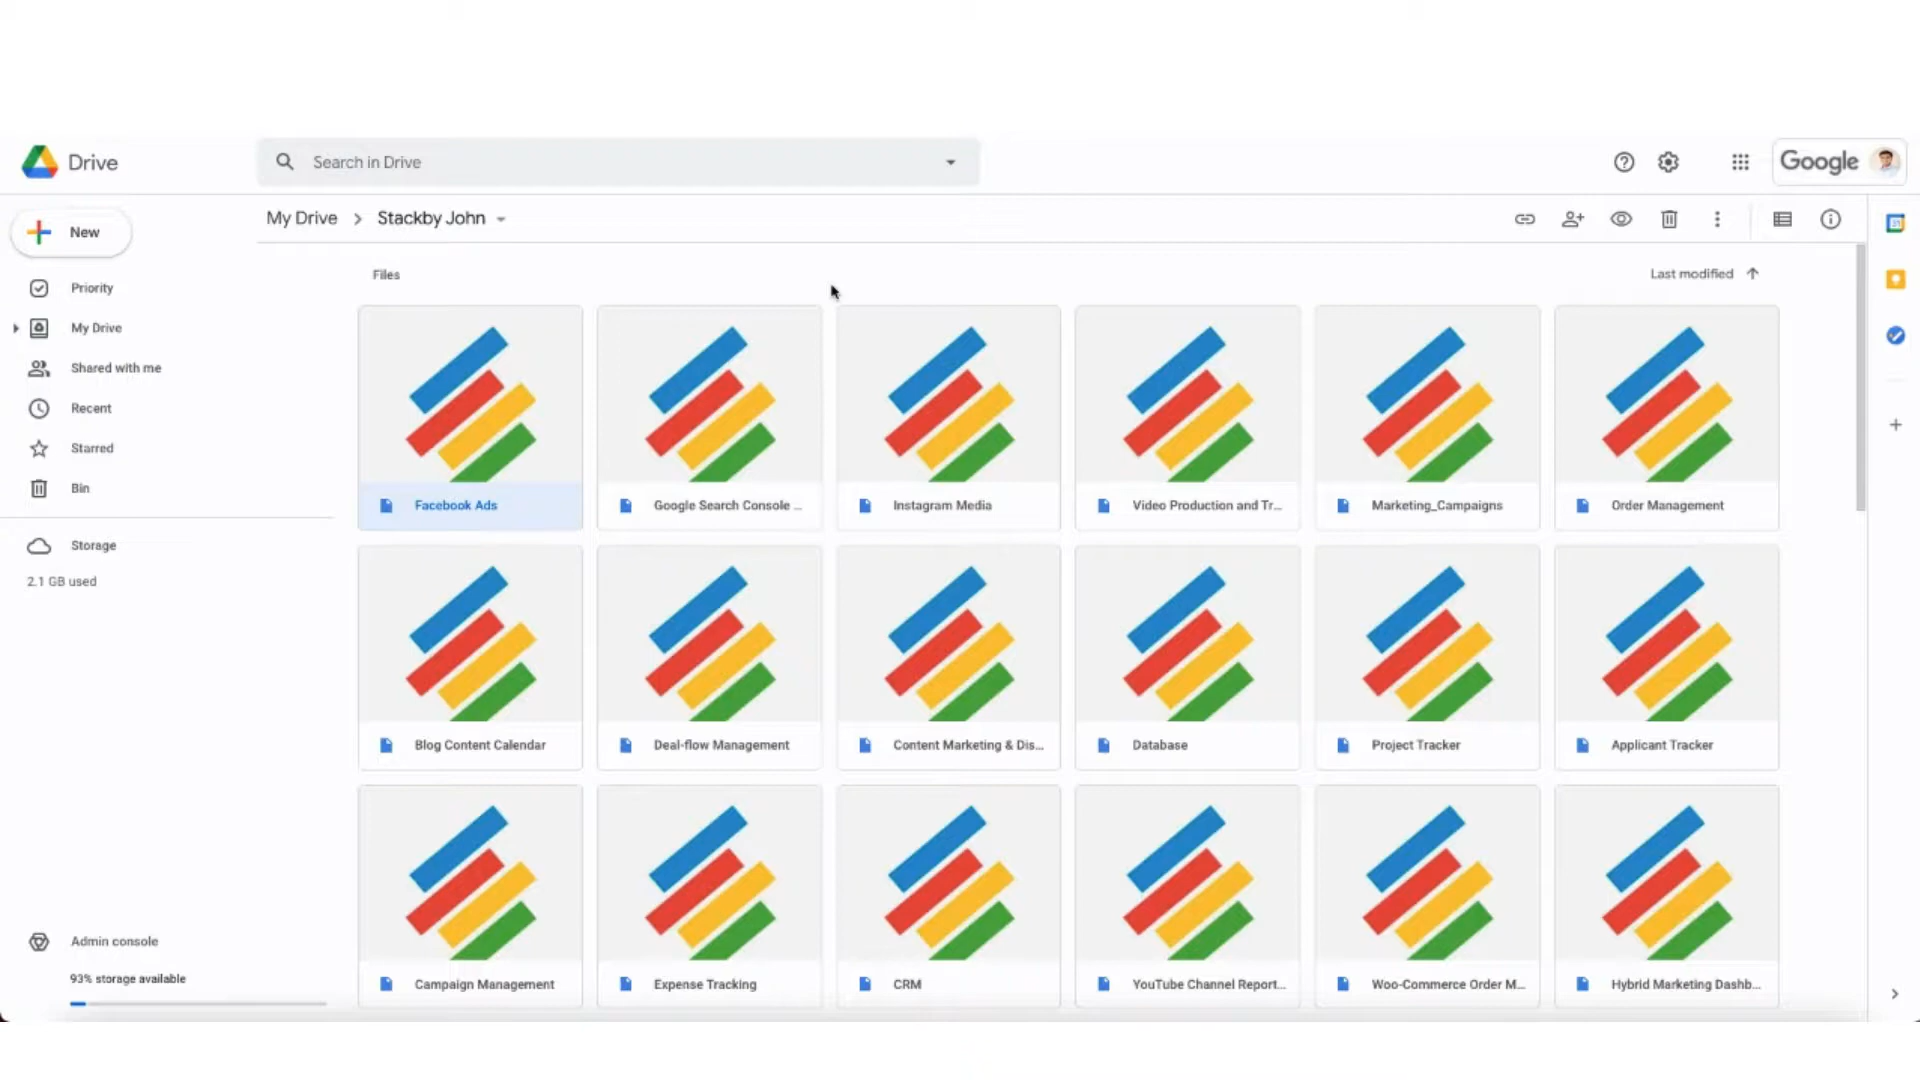 Drive
Search in Drive
Google
New
My Drive
Stackby John
Priority
My Drive
Shared with me
Recent
Starred
Bin
Storage
2.1 GB used
Admin console
93% storage available
Files
Last modified
Facebook Ads
Google Search Console ...
Instagram Media
Video Production and Tr...
Marketing_Campaigns
Order Management
Blog Content Calendar
Deal-flow Management
Content Marketing & Dis...
Database
Project Tracker
Applicant Tracker
Campaign Management
Expense Tracking
CRM
YouTube Channel Report...
Woo-Commerce Order M...
Hybrid Marketing Dashb...